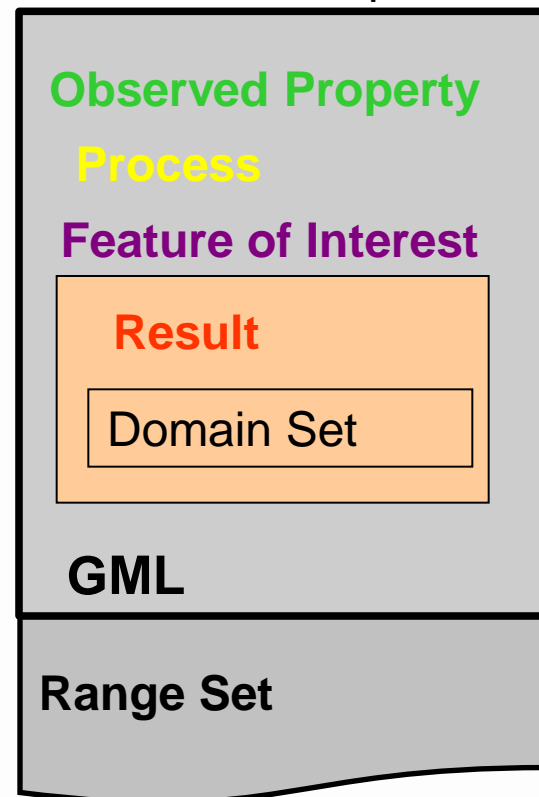 Observed Property
Process
Feature of Interest
Result
Domain Set
GML
Range Set